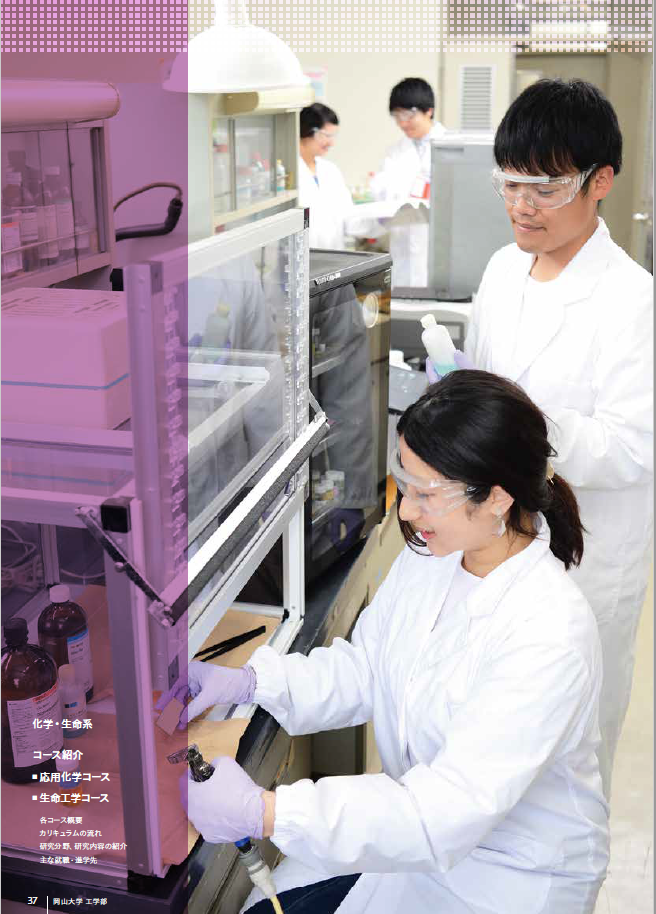 化学・生命系
コース紹介
■応用化学コース
■生命工学コース
各コース概要
カリキュラムの流れ
研究分野、研究内容の紹介
主な就職・進学先
37 岡山大学 工学部